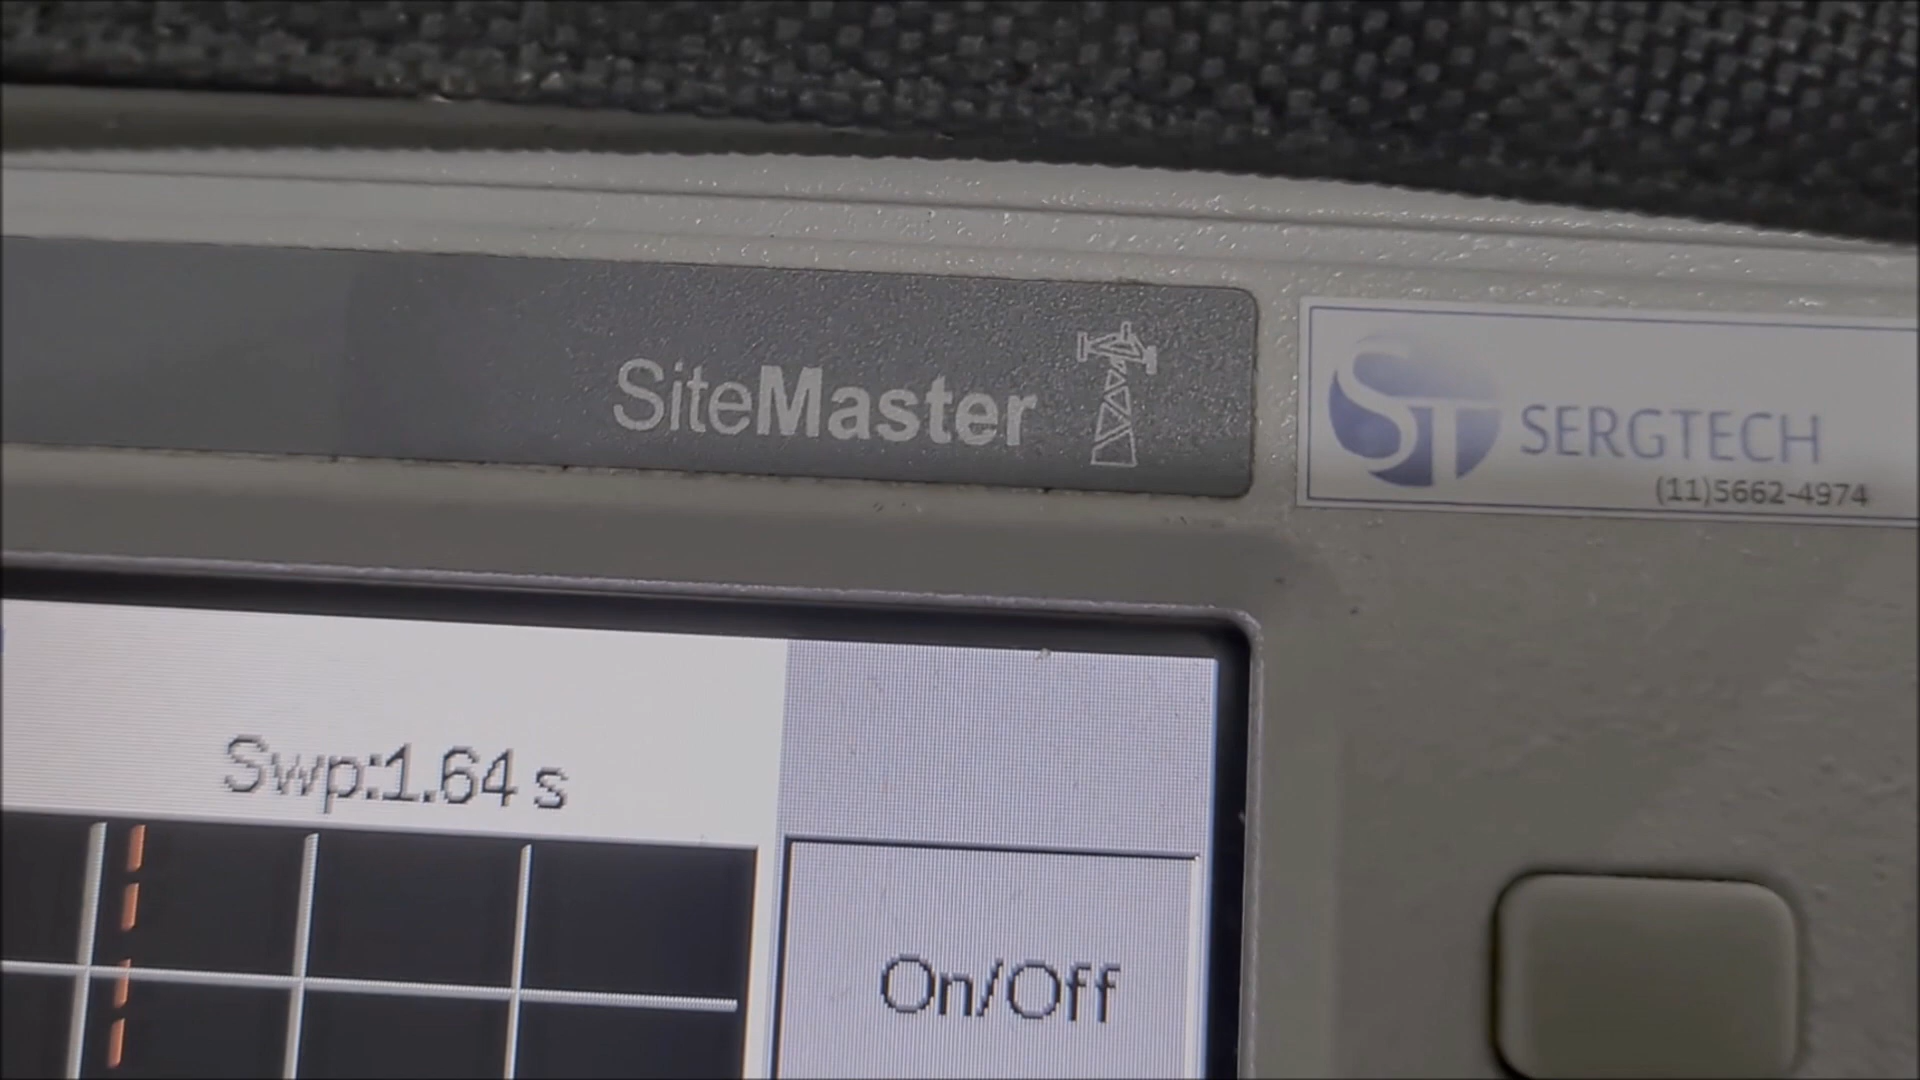 SiteMaster
ST SERGTECH
(11)5662-4974
Swp:1.64 s
On/Off